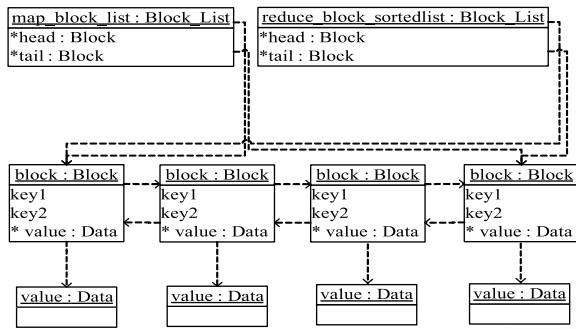 map_block_list : Block_List
*head : Block
*tail : Block
reduce_block_sortedlist : Block_List
*head : Block
*tail : Block
block : Block
key1
key2
* value : Data
block : Block
key1
key2
* value : Data
block : Block
key1
key2
* value : Data
block : Block
key1
key2
* value : Data
value : Data
value : Data
value : Data
value : Data